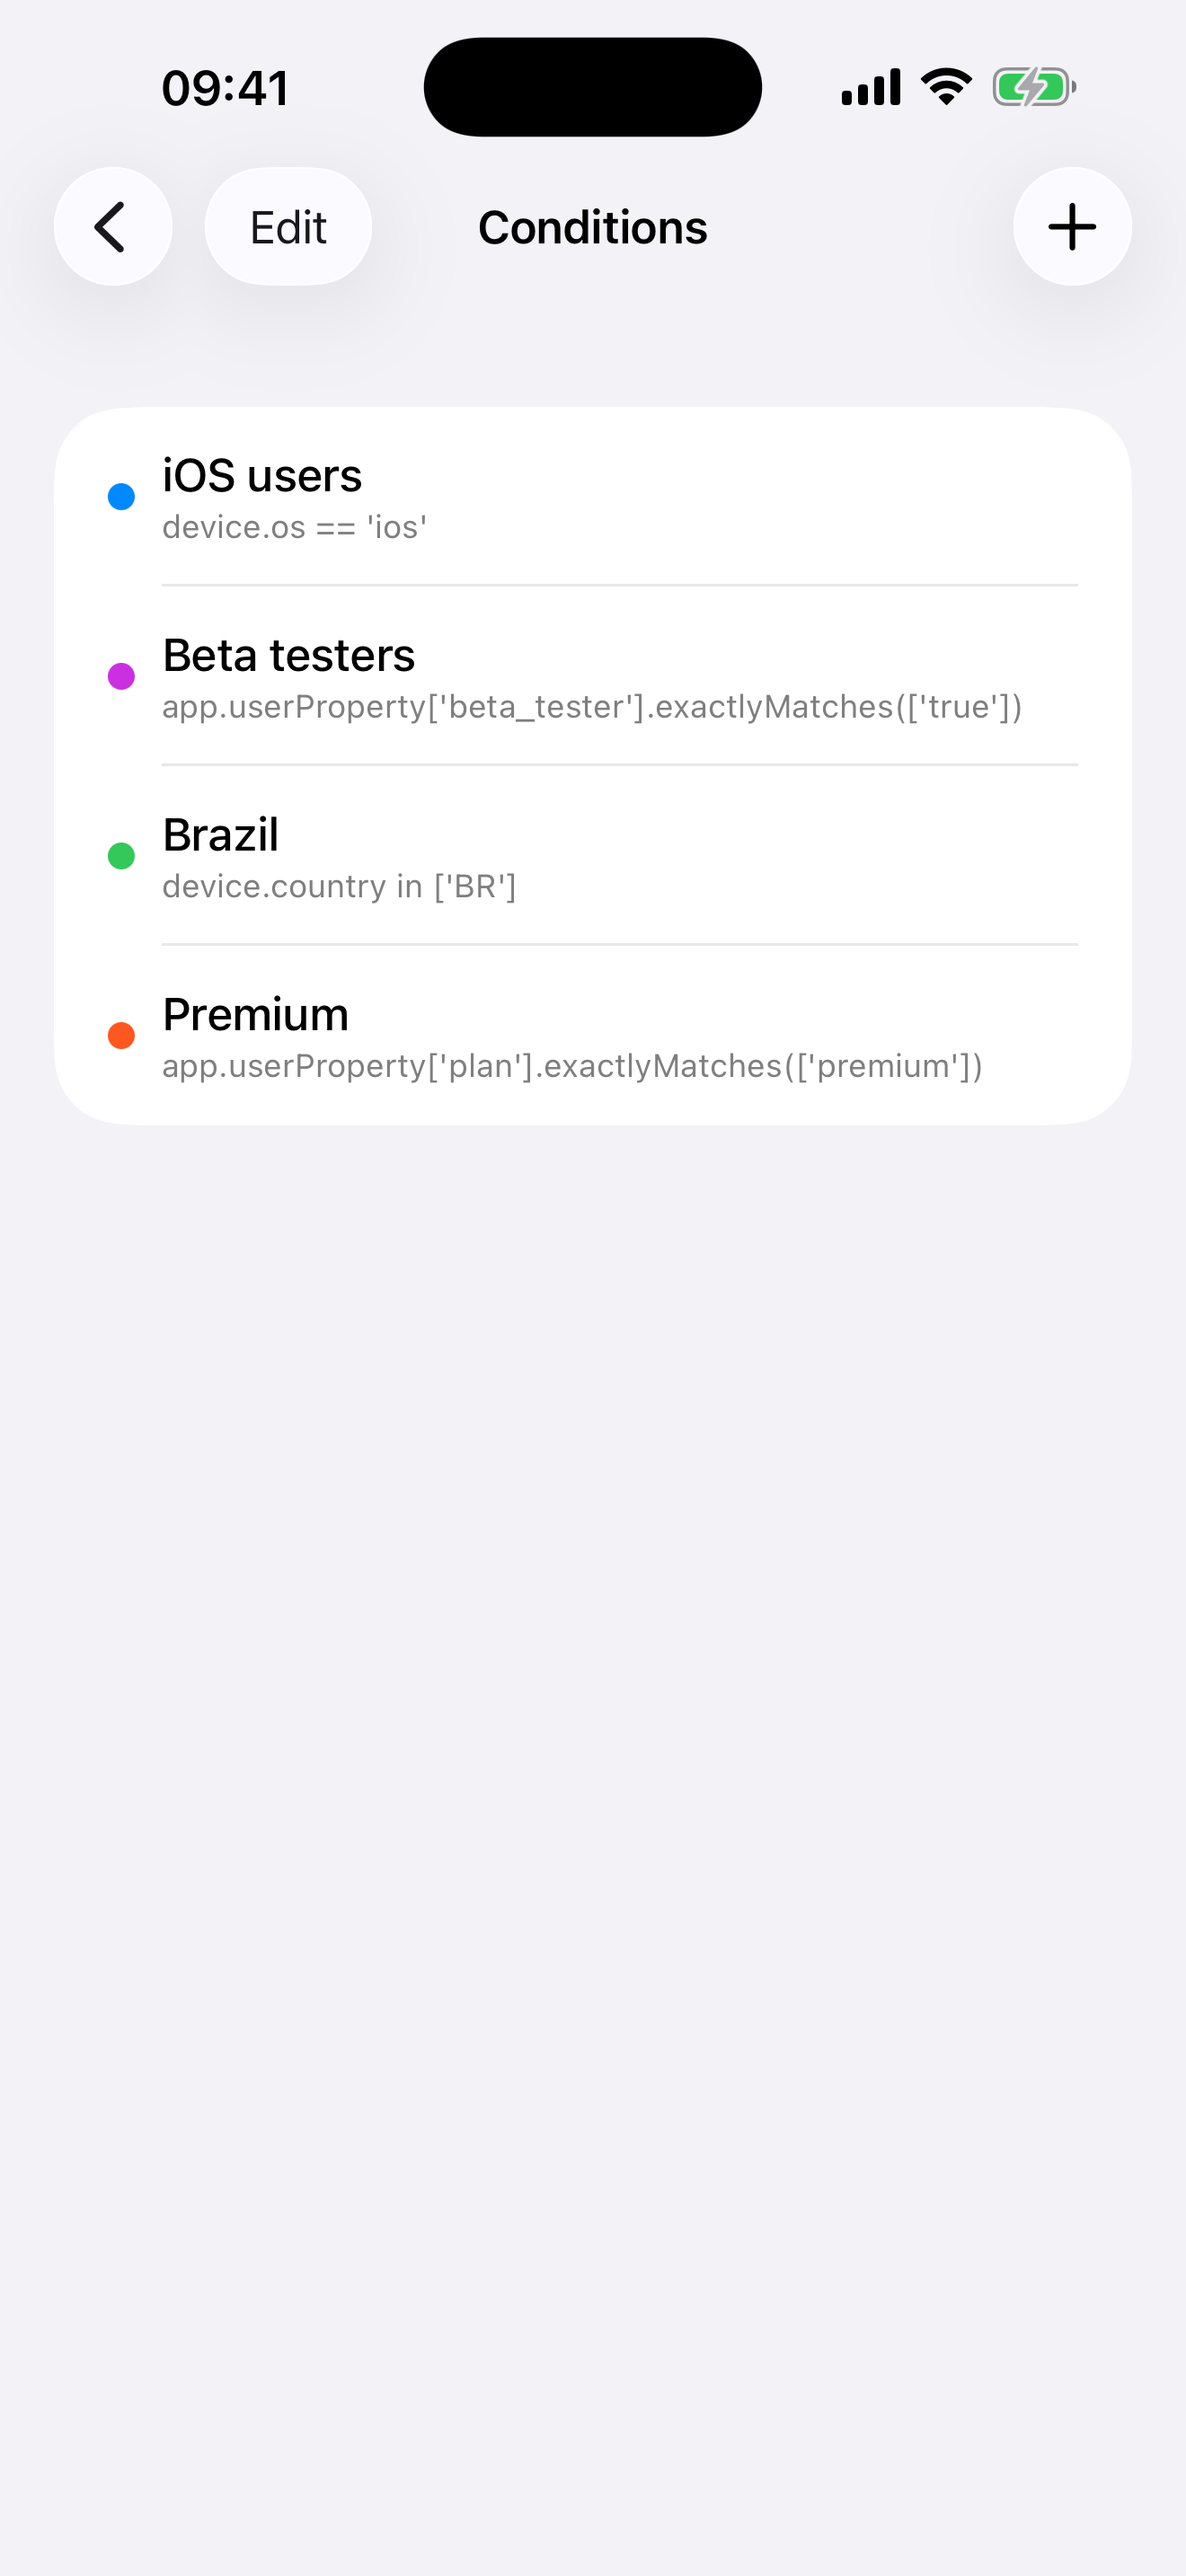 09:41
Edit
Conditions
iOS users
device.os == 'ios'
Beta testers
app.userProperty['beta_tester'].exactlyMatches(['true'])
Brazil
device.country in ['BR']
Premium
app.userProperty['plan'].exactlyMatches(['premium'])